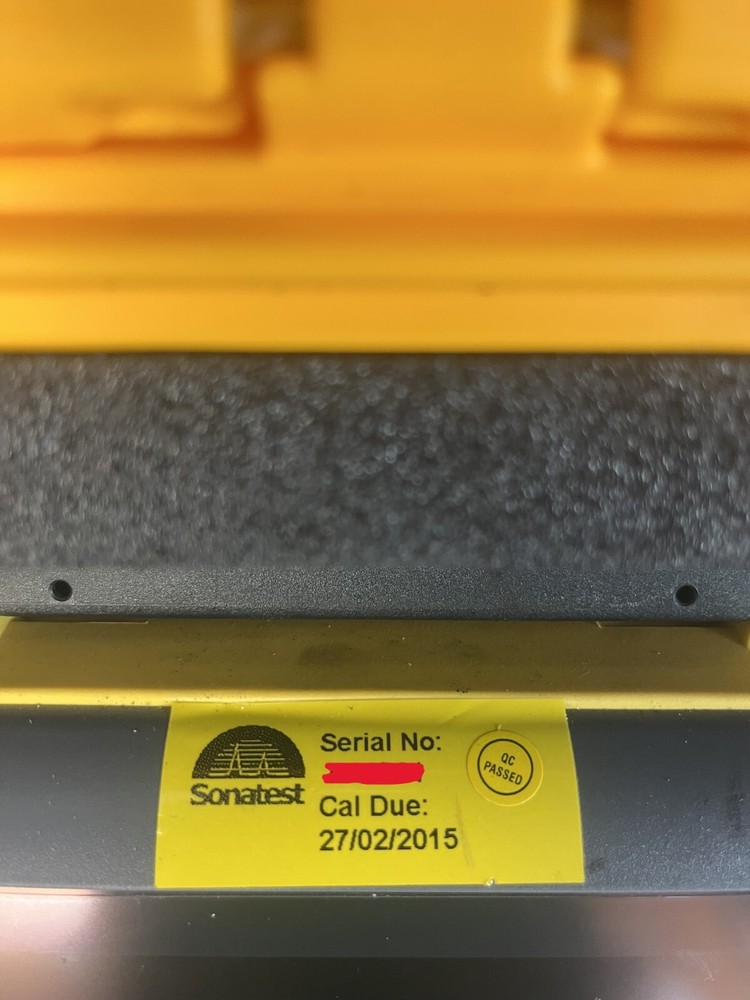 Sonatest
Serial No:
Cal Due:
27/02/2015
QC
PASSED